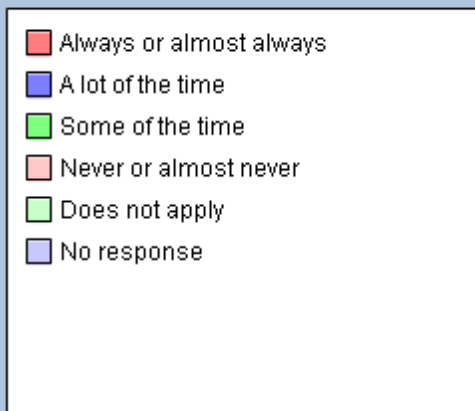 Always or almost always
A lot of the time
Some of the time
Never or almost never
Does not apply
No response